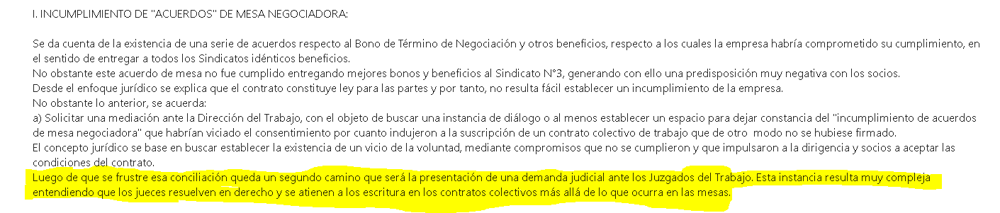 I. INCUMPLIMIENTO DE "ACUERDOS" DE MESA NEGOCIADORA:
Se da cuenta de la existencia de una serie de acuerdos respecto al Bono de Término de Negociación y otros beneficios, respecto a los cuales la empresa habría comprometido su cumplimiento, en
el sentido de entregar a todos los Sindicatos idénticos beneficios.
No obstante este acuerdo de mesa no fue cumplido entregando mejores bonos y beneficios al Sindicato N°3, generando con ello una predisposición muy negativa con los socios.
Desde el enfoque jurídico se explica que el contrato constituye ley para las partes y por tanto, no resulta fácil establecer un incumplimiento de la empresa.
No obstante lo anterior, se acuerda:
a) Solicitar una mediación ante la Dirección del Trabajo, con el objeto de buscar una instancia de diálogo o al menos establecer un espacio para dejar constancia del "incumplimiento de acuerdos
de mesa negociadora" que habrían viciado el consentimiento por cuanto indujeron a la suscripción de un contrato colectivo de trabajo que de otro modo no se hubiese firmado.
El concepto jurídico se base en buscar establecer la existencia de un vicio de la voluntad, mediante compromisos que no se cumplieron y que impulsaron a la dirigencia y socios a aceptar las
condiciones del contrato.
Luego de que se frustre esa conciliación queda un segundo camino que será la presentación de una demanda judicial ante los Juzgados del Trabajo. Esta instancia resulta muy compleja
entendiendo que los jueces resuelven en derecho y se atienen a los escritura en los contratos colectivos más allá de lo que ocurra en las mesas.